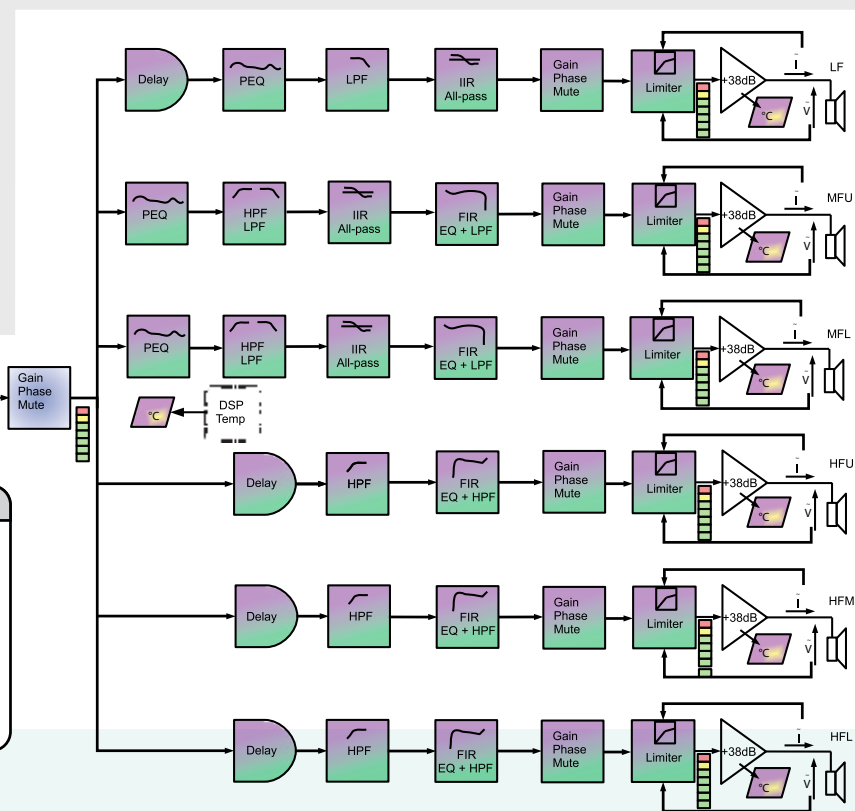 Delay
PEQ
LPF
IIR
All-pass
Gain
Phase
Mute
Limiter
+38dB
°C
I
V
LF
PEQ
HPF
LPF
IIR
All-pass
FIR
EQ + LPF
Gain
Phase
Mute
Limiter
+38dB
°C
I
V
MFU
PEQ
HPF
LPF
IIR
All-pass
FIR
EQ + LPF
Gain
Phase
Mute
Limiter
+38dB
°C
I
V
MFL
Gain
Phase
Mute
°C
DSP
Temp
Delay
HPF
FIR
EQ + HPF
Gain
Phase
Mute
Limiter
+38dB
°C
I
V
HFU
Delay
HPF
FIR
EQ + HPF
Gain
Phase
Mute
Limiter
+38dB
°C
I
V
HFM
Delay
HPF
FIR
EQ + HPF
Gain
Phase
Mute
Limiter
+38dB
°C
I
V
HFL